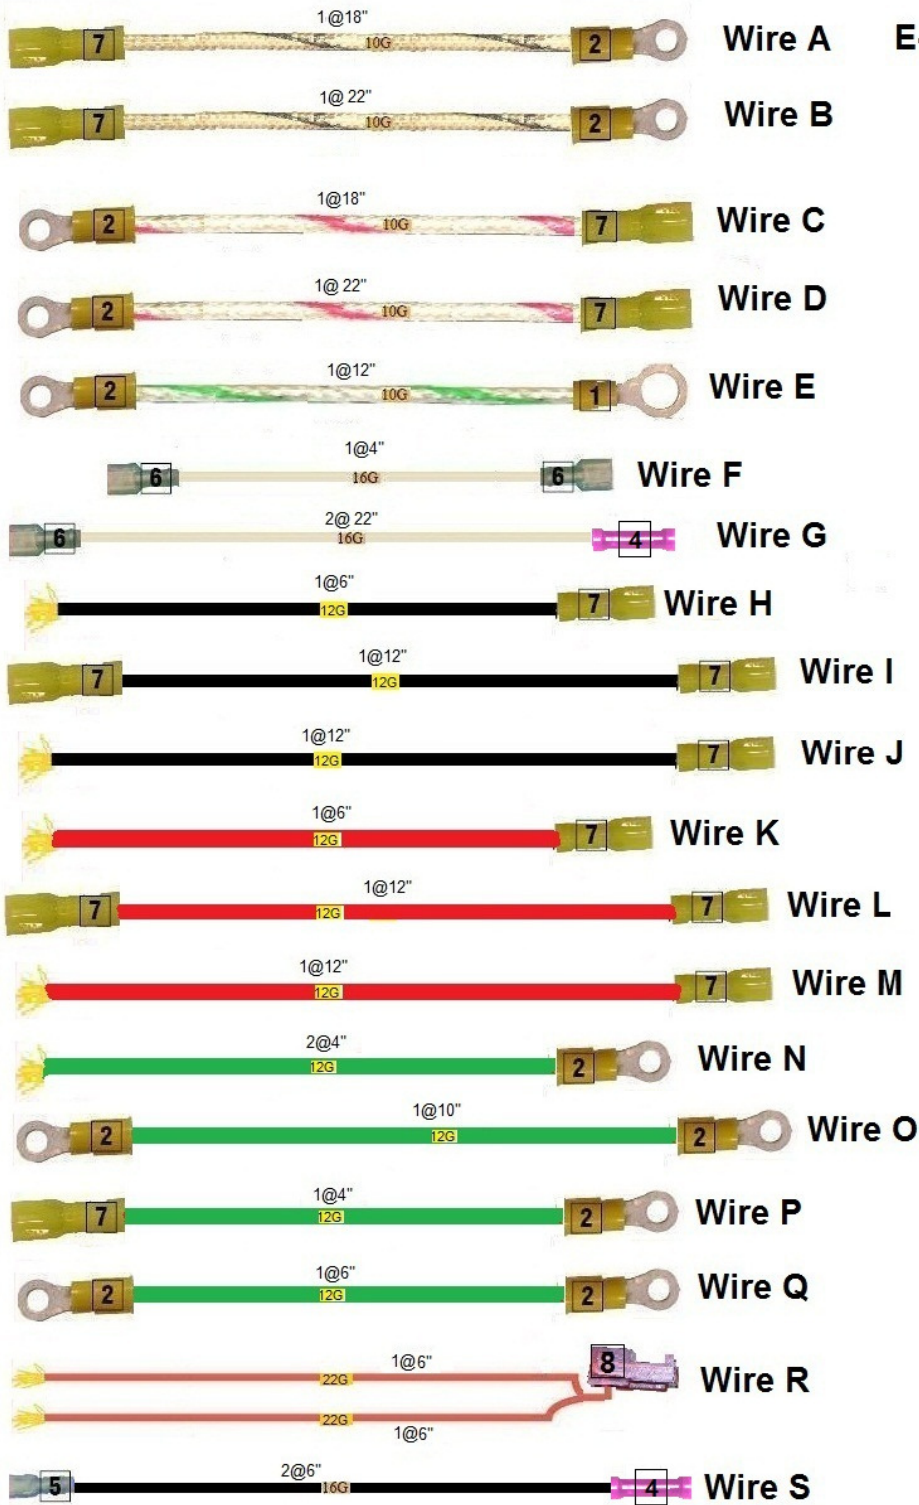 1@18"
7 10G 2 Wire A E
1@ 22"
7 10G 2 Wire B
1@18"
2 10G 7 Wire C
1@ 22"
2 10G 7 Wire D
1@12"
2 10G 1 Wire E
1@4"
6 16G 6 Wire F
2@ 22"
6 16G 4 Wire G
1@6"
12G 7 Wire H
1@12"
7 12G 7 Wire I
1@12"
12G 7 Wire J
1@6"
12G 7 Wire K
1@12"
7 12G 7 Wire L
1@12"
12G 7 Wire M
2@4"
12G 2 Wire N
1@10"
2 12G 2 Wire O
1@4"
7 12G 2 Wire P
1@6"
2 12G 2 Wire Q
1@6" 8
22G Wire R
22G
1@6"
2@6"
5 16G 4 Wire S